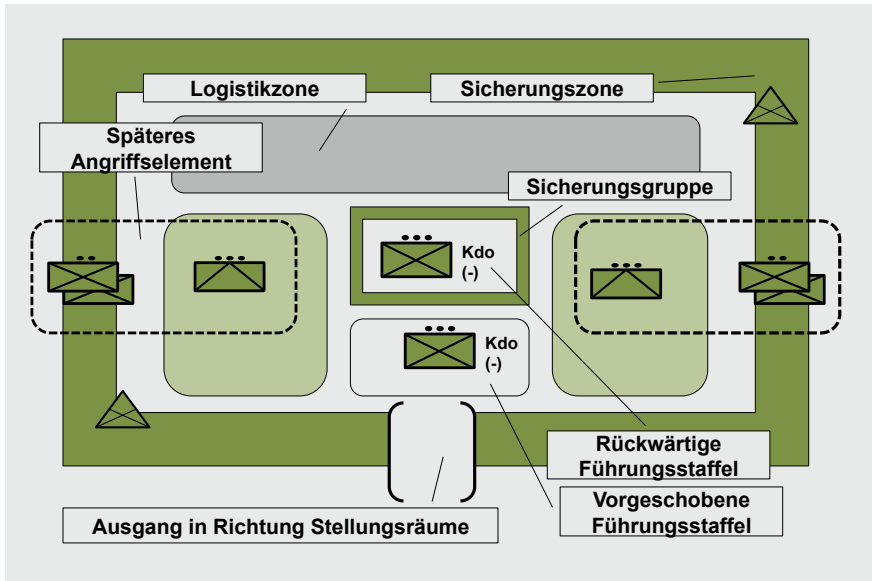 Logistikzone
Sicherungszone
Späteres
Angriffselement
Sicherungsgruppe
Kdo
(-)
Kdo
(-)
Rückwärtige
Führungsstaffel
Vorgeschobene
Führungsstaffel
Ausgang in Richtung Stellungsräume